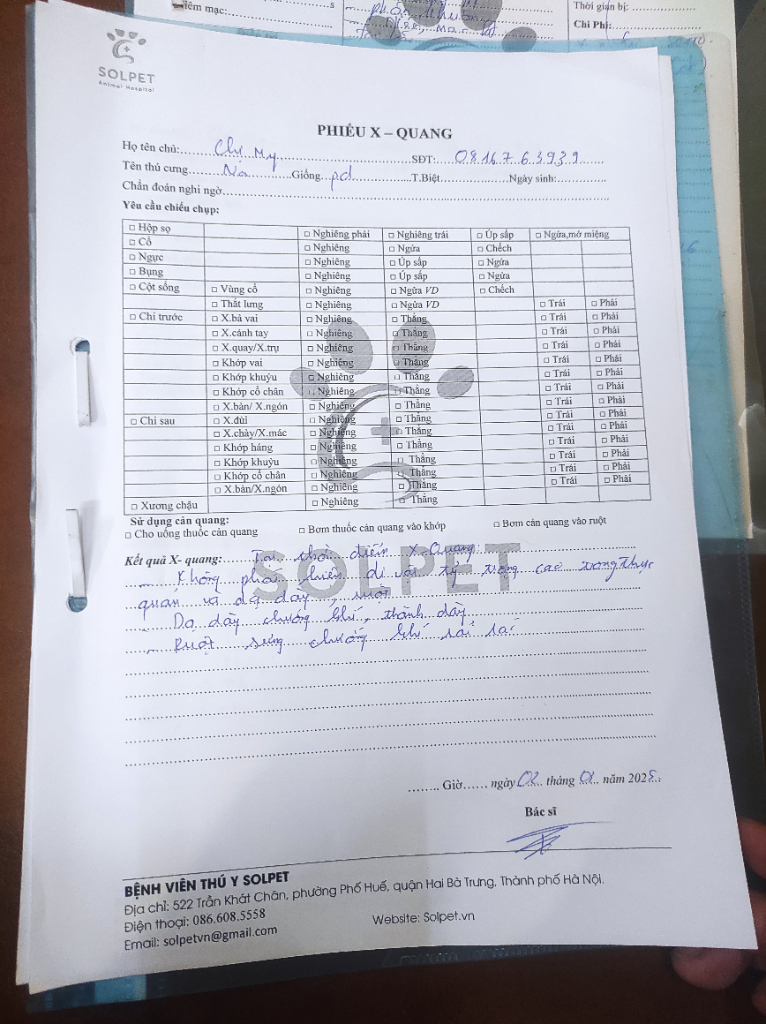 iêm mạc:
Thời gian bị:
Chi Phí:
SOLPET
Animal Hospital
PHIẾU X – QUANG
Họ tên chủ: Chị My SĐT: 0816763939
Tên thú cưng Na Giống pd T.Biệt Ngày sinh:
Chẩn đoán nghi ngờ
Yêu cầu chiếu chụp:
□ Hộp sọ □ Nghiêng phải □ Nghiêng trái □ Úp sấp □ Ngửa,mở miệng
□ Cổ □ Nghiêng □ Ngửa □ Chếch
□ Ngực □ Nghiêng □ Úp sấp □ Ngửa
□ Bụng □ Nghiêng □ Úp sấp □ Ngửa
□ Cột sống □ Vùng cổ □ Nghiêng □ Ngửa VD □ Chếch
□ Thắt lưng □ Nghiêng □ Ngửa VD □ Trái □ Phải
□ Chi trước □ X.bả vai □ Nghiêng □ Thẳng □ Trái □ Phải
□ X.cánh tay □ Nghiêng □ Thẳng □ Trái □ Phải
□ X.quay/X.trụ □ Nghiêng □ Thẳng □ Trái □ Phải
□ Khớp vai □ Nghiêng □ Thẳng □ Trái □ Phải
□ Khớp khuỷu □ Nghiêng □ Thẳng □ Trái □ Phải
□ Khớp cổ chân □ Nghiêng □ Thẳng □ Trái □ Phải
□ X.bàn/ X.ngón □ Nghiêng □ Thẳng □ Trái □ Phải
□ Chi sau □ X.đùi □ Nghiêng □ Thẳng □ Trái □ Phải
□ X.chày/X.mác □ Nghiêng □ Thẳng □ Trái □ Phải
□ Khớp háng □ Nghiêng □ Thẳng □ Trái □ Phải
□ Khớp khuỷu □ Nghiêng □ Thẳng □ Trái □ Phải
□ Khớp cổ chân □ Nghiêng □ Thẳng □ Trái □ Phải
□ X.bàn/X.ngón □ Nghiêng □ Thẳng
□ Xương chậu □ Nghiêng □ Thẳng
Sử dụng cản quang:
□ Cho uống thuốc cản quang □ Bơm thuốc cản quang vào khớp □ Bơm cản quang vào ruột
Kết quả X- quang: Tại thời điểm X Quang:
- Không phát hiện dị vật tỷ trọng cao trong thực
quản và dạ dày, ruột
- Dạ dày chướng khí, thành dày
- Ruột sưng chướng khí rải rác
SOLPET
Giờ ngày 02 tháng 01 năm 2025
Bác sĩ
BỆNH VIÊN THÚ Y SOLPET
Địa chỉ: 522 Trần Khát Chân, phường Phố Huế, quận Hai Bà Trưng, Thành phố Hà Nội.
Điện thoại: 086.608.5558 Website: Solpet.vn
Email: solpetvn@gmail.com